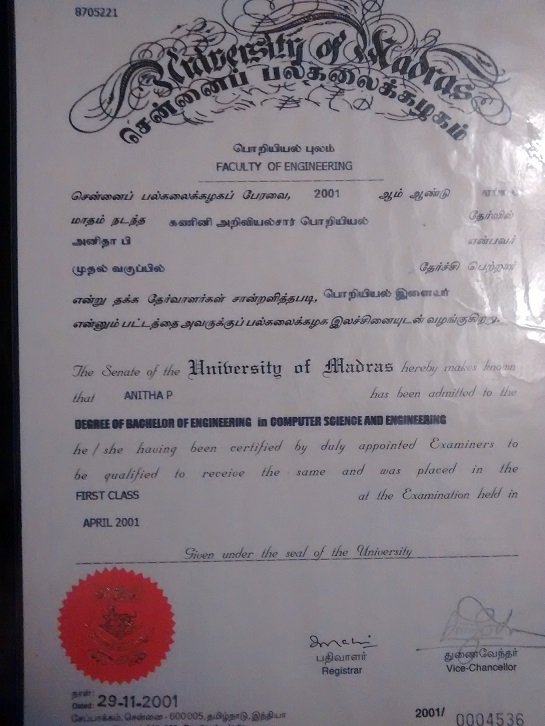 8705221
University of Madras
சென்னைப் பல்கலைக்கழகம்
பொறியியல் புலம்
FACULTY OF ENGINEERING
சென்னைப் பல்கலைக்கழகப் பேரவை, 2001 ஆம் ஆண்டு
மாதம் நடந்த கணினி அறிவியல்சார் பொறியியல் தேர்வில்
அனிதா பி என்பவர்
முதல் வகுப்பில் தேர்ச்சி பெற்றார்
என்று தக்க தேர்வாளர்கள் சான்றளித்தபடி, பொறியியல் இளைஞர்
என்னும் பட்டத்தை அவருக்குப் பல்கலைக்கழக இலச்சினையுடன் வழங்குகிறது.
The Senate of the University of Madras hereby makes known
that ANITHA P has been admitted to the
DEGREE OF BACHELOR OF ENGINEERING in COMPUTER SCIENCE AND ENGINEERING
he / she having been certified by duly appointed Examiners to
be qualified to receive the same and was placed in the
FIRST CLASS at the Examination held in
APRIL 2001
Given under the seal of the University
பதிவாளர்
Registrar
துணைவேந்தர்
Vice-Chancellor
நாள் :
Dated: 29-11-2001
சேப்பாக்கம், சென்னை - 600 005, தமிழ்நாடு, இந்தியா
2001/ 0004536